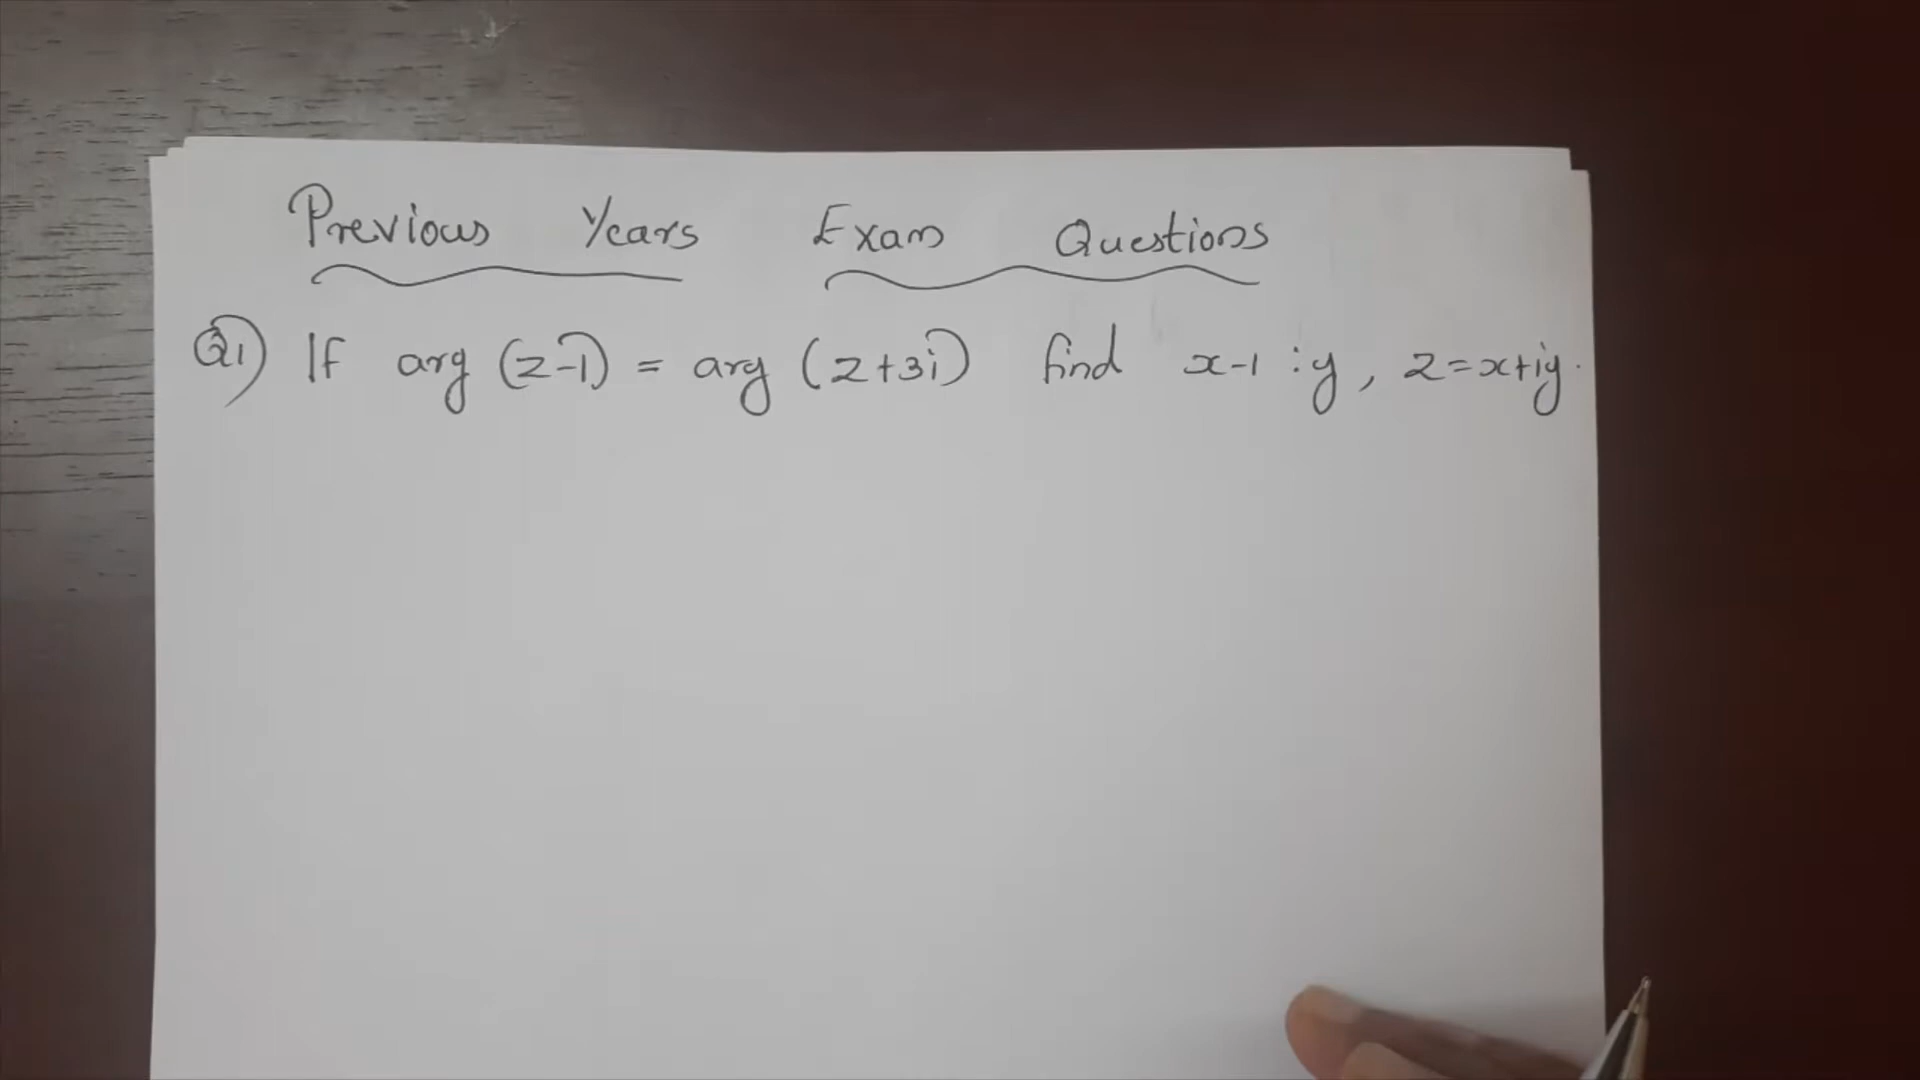 Previous Years Exam Questions
Q1) If arg (z-1) = arg (z+3i) find x-1 : y, z=x+iy.